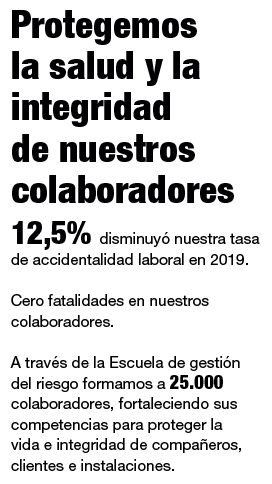 Protegemos
la salud y la
integridad
de nuestros
colaboradores
12,5% disminuyó nuestra tasa
de accidentalidad laboral en 2019.
Cero fatalidades en nuestros
colaboradores.
A través de la Escuela de gestión
del riesgo formamos a 25.000
colaboradores, fortaleciendo sus
competencias para proteger la
vida e integridad de compañeros,
clientes e instalaciones.